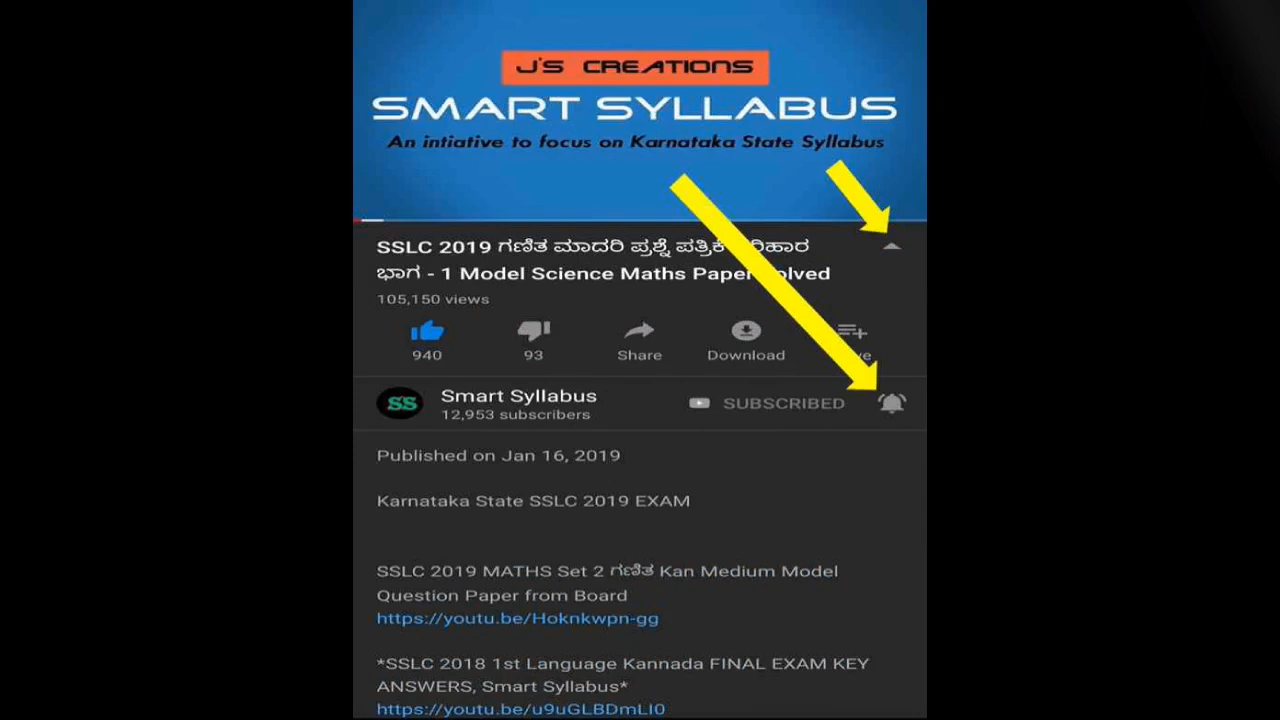 J'S CREATIONS
SMART SYLLABUS
An intiative to focus on Karnataka State Syllabus
SSLC 2019 ಗಣಿತ ಮಾದರಿ ಪ್ರಶ್ನೆ
ಭಾಗ - 1 Model Science Maths
105,150 views
940
93
Share
Download
Smart Syllabus
12,953 subscribers
SUBSCRIBED
SS
Published on Jan 16, 2019
Karnataka State SSLC 2019 EXAM
SSLC 2019 MATHS Set 2 ಗಣಿತ Kan Medium Model
Question Paper from Board
https://youtu.be/Hoknkwpn-gg
*SSLC 2018 1st Language Kannada FINAL EXAM KEY
ANSWERS, Smart Syllabus*
https://youtu.be/u9uGLBDmLI0